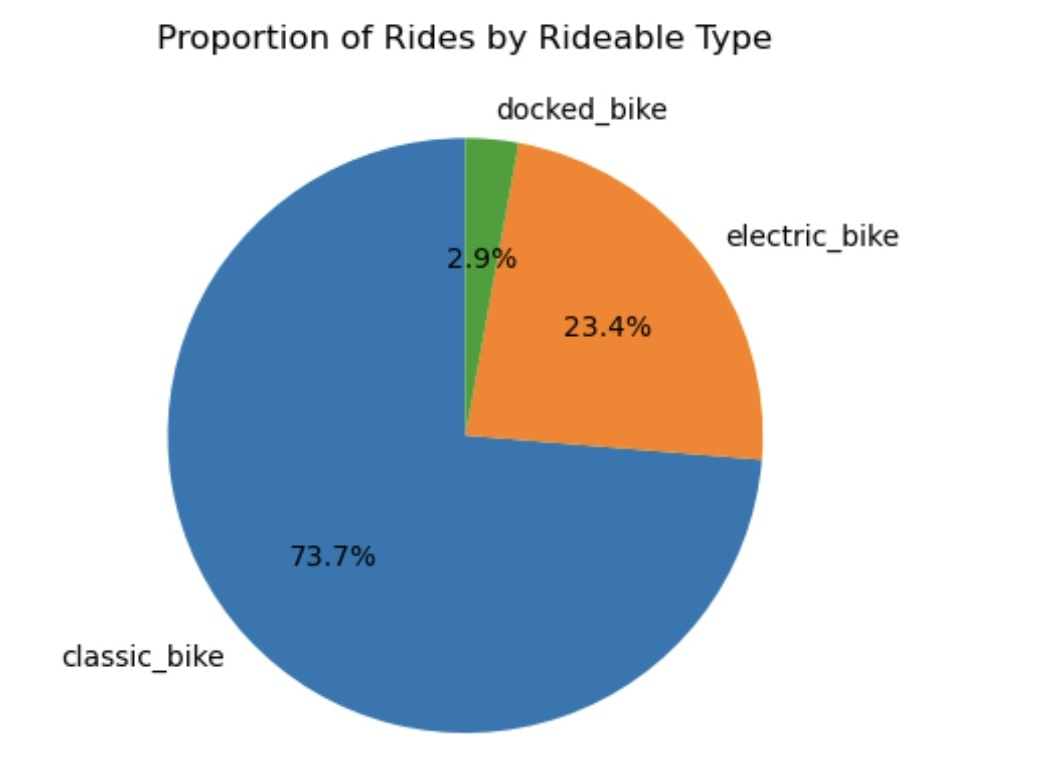 Proportion of Rides by Rideable Type
docked_bike
electric_bike
2.9%
23.4%
73.7%
classic_bike